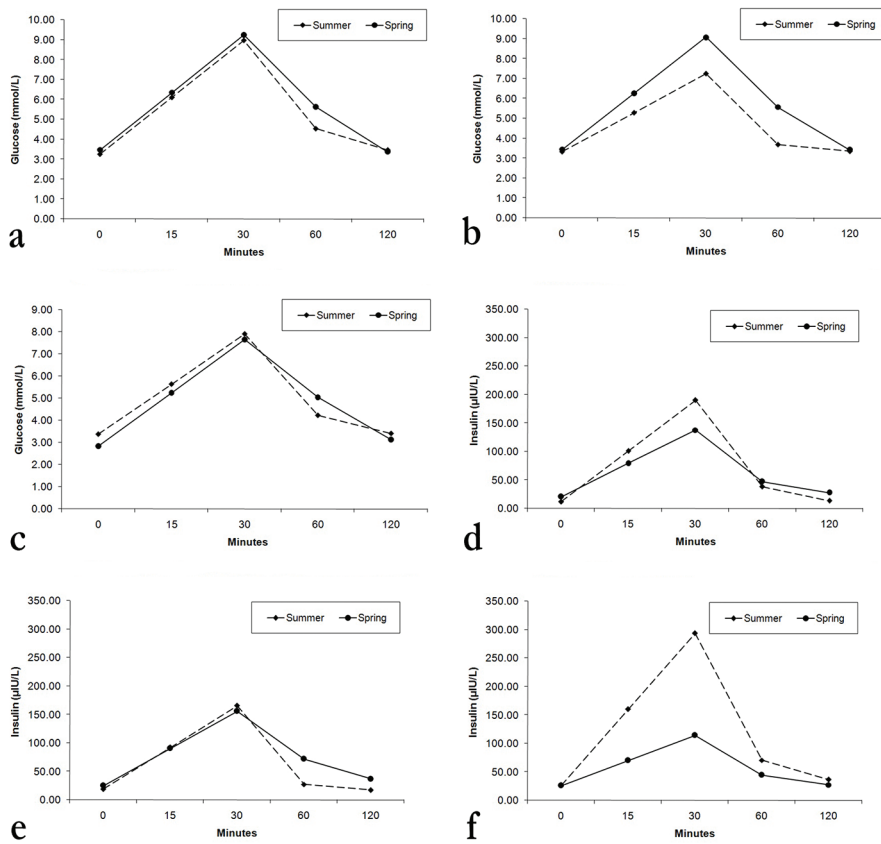 Summer Spring
10.00
9.00
8.00
7.00
6.00
5.00
4.00
3.00
2.00
1.00
0.00
Glucose (mmol/L)
0 15 30 60 120
Minutes
a
Summer Spring
10.00
9.00
8.00
7.00
6.00
5.00
4.00
3.00
2.00
1.00
0.00
Glucose (mmol/L)
0 15 30 60 120
Minutes
b
Summer Spring
9.00
8.00
7.00
6.00
5.00
4.00
3.00
2.00
1.00
0.00
Glucose (mmol/L)
0 15 30 60 120
Minutes
c
Summer Spring
350.00
300.00
250.00
200.00
150.00
100.00
50.00
0.00
Insulin (µIU/L)
0 15 30 60 120
Minutes
d
Summer Spring
350.00
300.00
250.00
200.00
150.00
100.00
50.00
0.00
Insulin (µIU/L)
0 15 30 60 120
Minutes
e
Summer Spring
350.00
300.00
250.00
200.00
150.00
100.00
50.00
0.00
Insulin (µIU/L)
0 15 30 60 120
Minutes
f